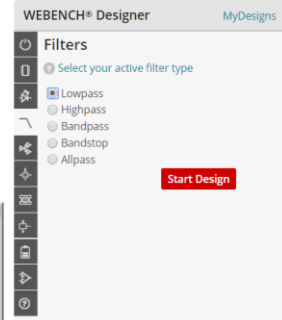 WEBENCH® Designer MyDesigns
Filters
Select your active filter type
Lowpass
Highpass
Bandpass
Bandstop
Allpass
Start Design